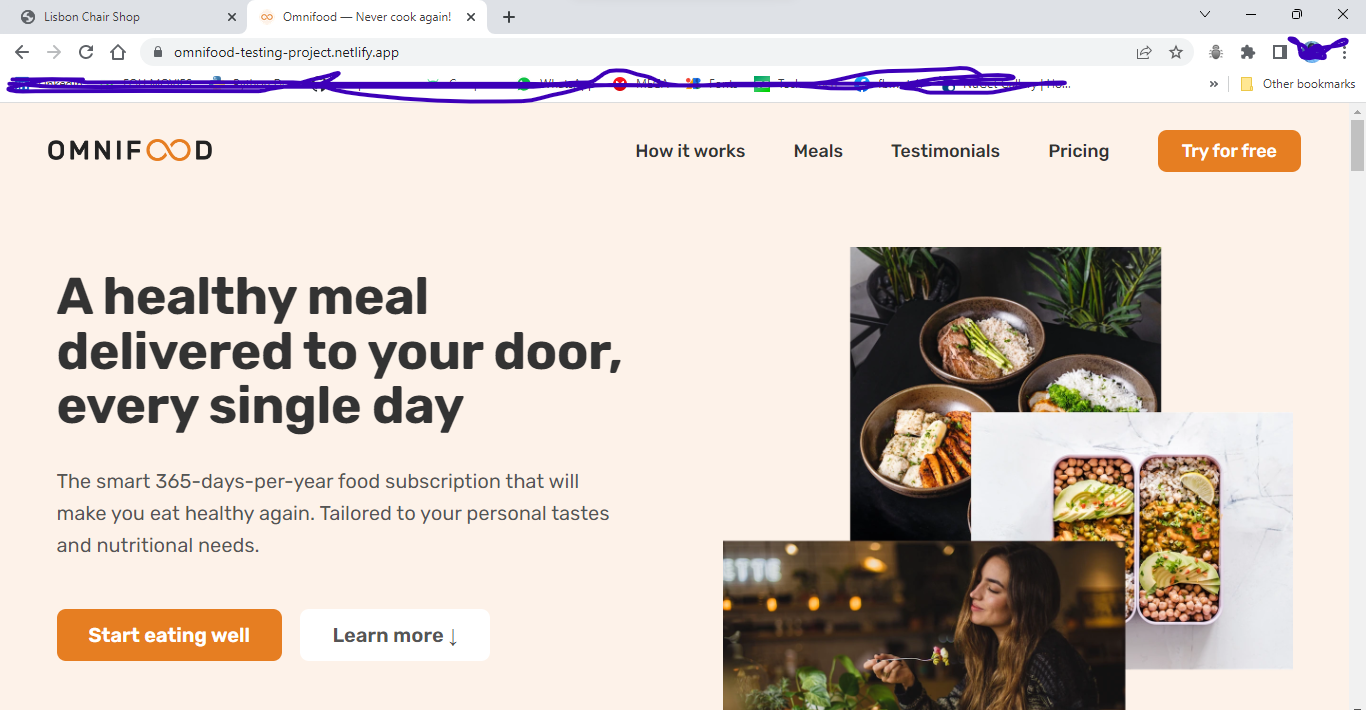 Lisbon Chair Shop
Omnifood — Never cook again!
omnifood-testing-project.netlify.app
Fonts
» Other bookmarks
OMNIFOOD
How it works Meals Testimonials Pricing Try for free
A healthy meal
delivered to your door,
every single day
The smart 365-days-per-year food subscription that will
make you eat healthy again. Tailored to your personal tastes
and nutritional needs.
Start eating well Learn more ↓